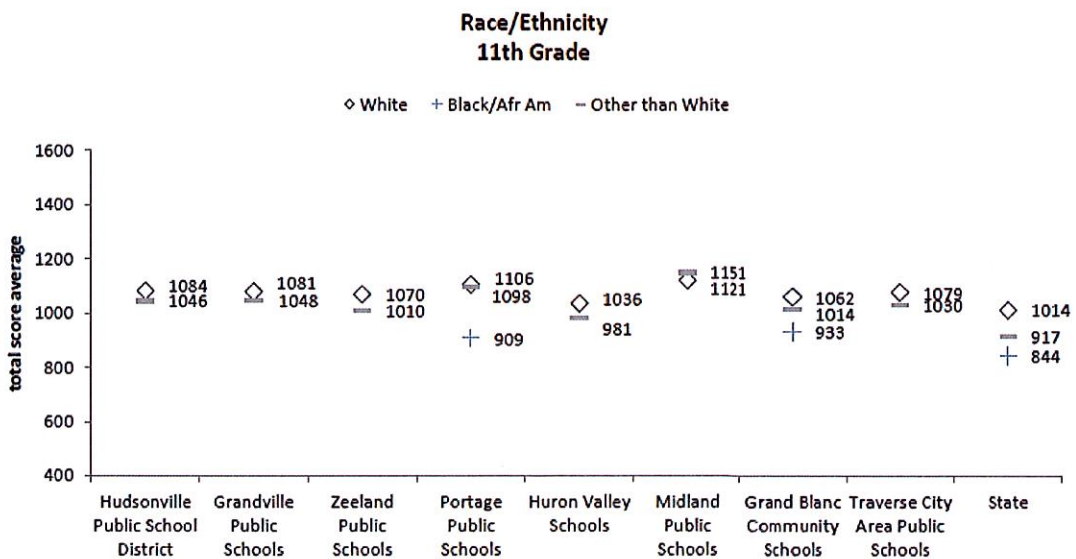 Race/Ethnicity
11th Grade
White Black/Afr Am Other than White
total score average
1600
1400
1200
1000
800
600
400
1084
1046
1081
1048
1070
1010
1106
1098
909
1036
981
1151
1121
1062
1014
933
1079
1030
1014
917
844
Hudsonville
Public School
District
Grandville
Public
Schools
Zeeland
Public
Schools
Portage
Public
Schools
Huron Valley
Schools
Midland
Public
Schools
Grand Blanc
Community
Schools
Traverse City
Area Public
Schools
State